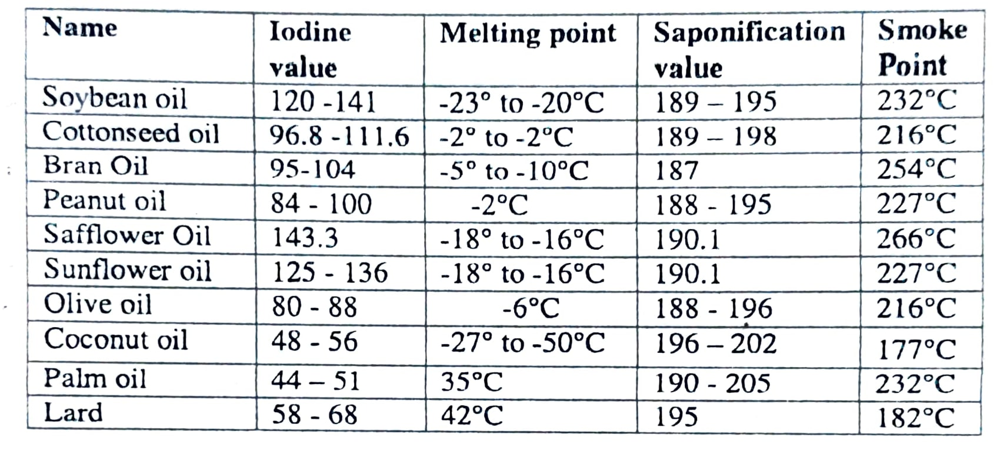 Name | Iodine value | Melting point | Saponification value | Smoke Point
Soybean oil | 120 -141 | -23° to -20°C | 189 – 195 | 232°C
Cottonseed oil | 96.8 -111.6 | -2° to -2°C | 189 – 198 | 216°C
Bran Oil | 95-104 | -5° to -10°C | 187 | 254°C
Peanut oil | 84 - 100 | -2°C | 188 - 195 | 227°C
Safflower Oil | 143.3 | -18° to -16°C | 190.1 | 266°C
Sunflower oil | 125 - 136 | -18° to -16°C | 190.1 | 227°C
Olive oil | 80 - 88 | -6°C | 188 - 196 | 216°C
Coconut oil | 48 - 56 | -27° to -50°C | 196 – 202 | 177°C
Palm oil | 44 – 51 | 35°C | 190 - 205 | 232°C
Lard | 58 - 68 | 42°C | 195 | 182°C